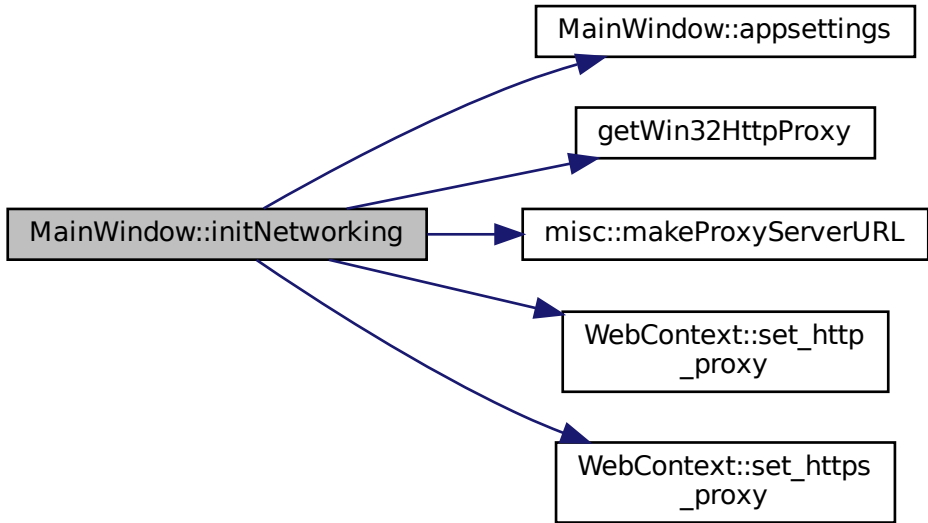 MainWindow::appsettings
getWin32HttpProxy
MainWindow::initNetworking
misc::makeProxyServerURL
WebContext::set_http
_proxy
WebContext::set_https
_proxy